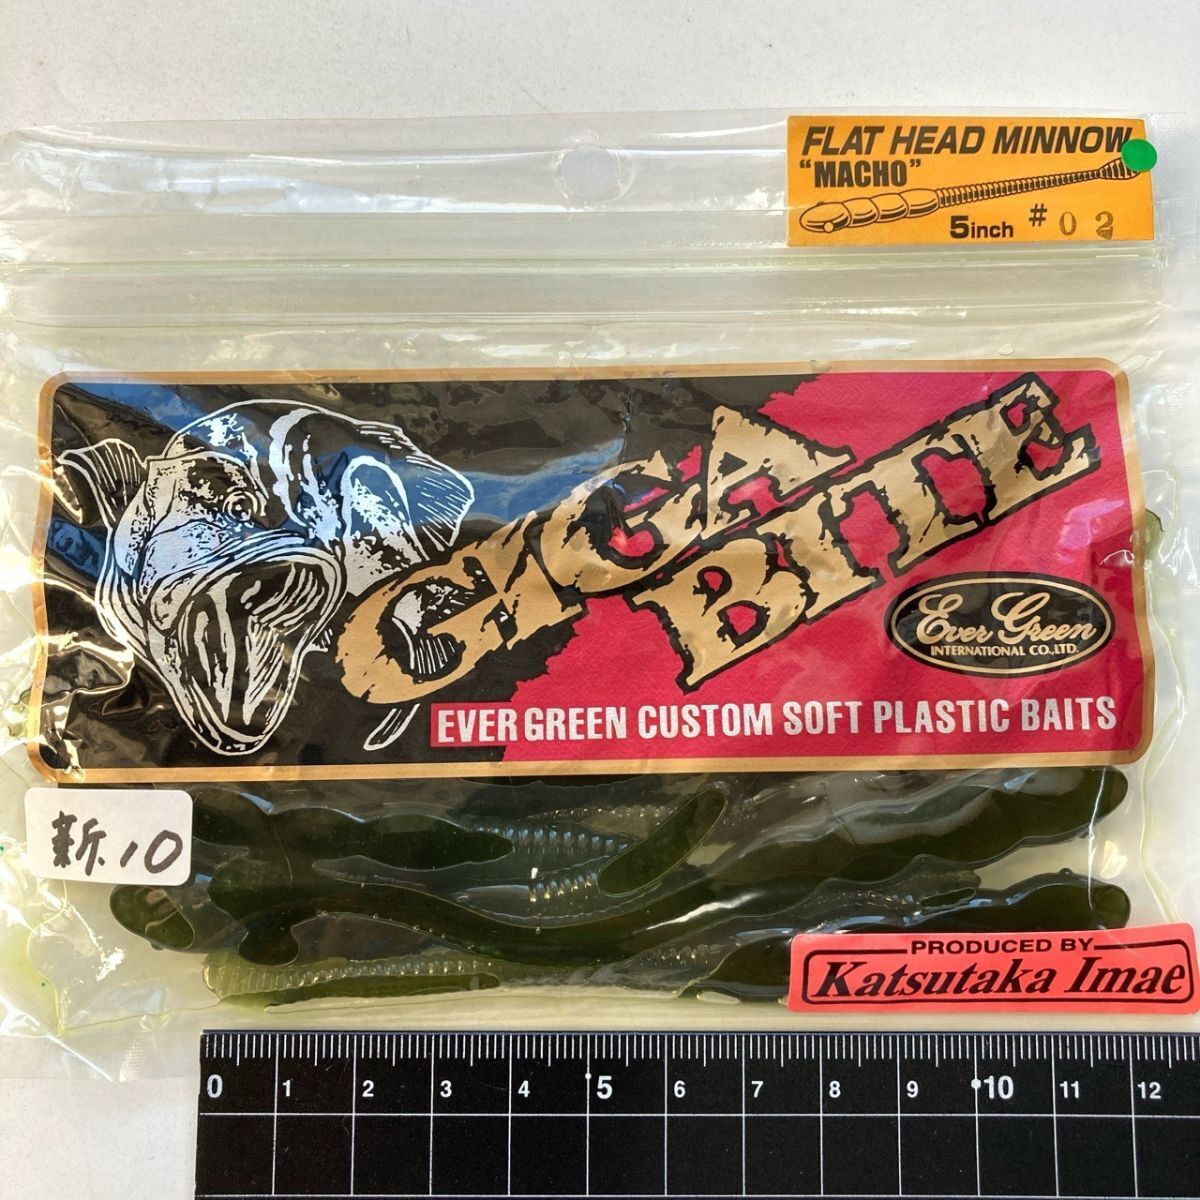 FLAT HEAD MINNOW
"MACHO"
5inch # 02
GIGA
BITE
Ever Green
INTERNATIONAL CO.,LTD.
EVER GREEN CUSTOM SOFT PLASTIC BAITS
新.10
PRODUCED BY
Katsutaka Imae
0 1 2 3 4 5 6 7 8 9 10 11 12